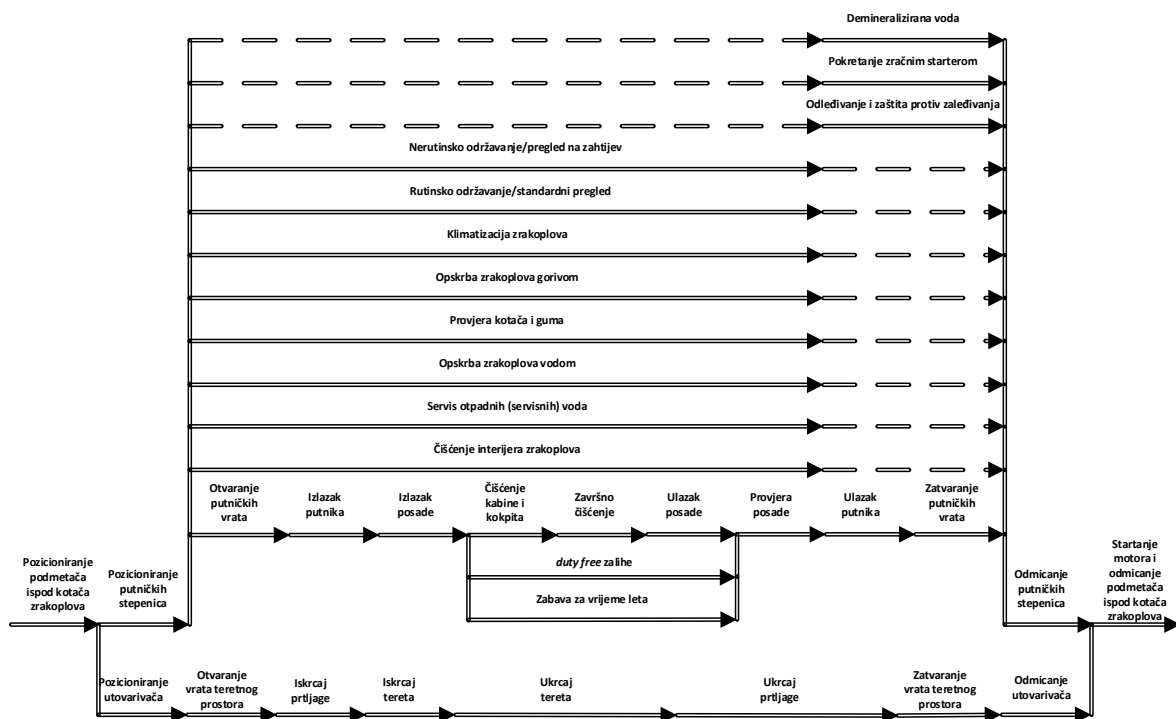 Demineralizirana voda
Pokretanje zračnim starterom
Odleđivanje i zaštita protiv zaleđivanja
Nerutinsko održavanje/pregled na zahtijev
Rutinsko održavanje/standardni pregled
Klimatizacija zrakoplova
Opskrba zrakoplova gorivom
Provjera kotača i guma
Opskrba zrakoplova vodom
Servis otpadnih (servisnih) voda
Čišćenje interijera zrakoplova
Otvaranje
putničkih
vrata
Izlazak
putnika
Izlazak
posade
Čišćenje
kabine i
kokpita
Završno
čišćenje
Ulazak
posade
Provjera
posade
Ulazak
putnika
Zatvaranje
putničkih
vrata
duty free zalihe
Zabava za vrijeme leta
Pozicioniranje
podmetača
ispod kotača
zrakoplova
Pozicioniranje
putničkih
stepenica
Odmicanje
putničkih
stepenica
Startanje
motora i
odmicanje
podmetača
ispod kotača
zrakoplova
Pozicioniranje
utovarivača
Otvaranje
vrata teretnog
prostora
Iskrcaj
prtljage
Iskrcaj
tereta
Ukrcaj
tereta
Ukrcaj
prtljage
Zatvaranje
vrata teretnog
prostora
Odmicanje
utovarivača